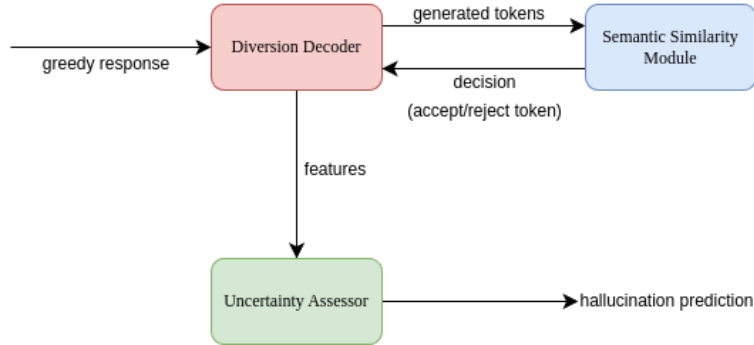 generated tokens
Diversion Decoder
Semantic Similarity
Module
greedy response
decision
(accept/reject token)
features
Uncertainty Assessor
hallucination prediction